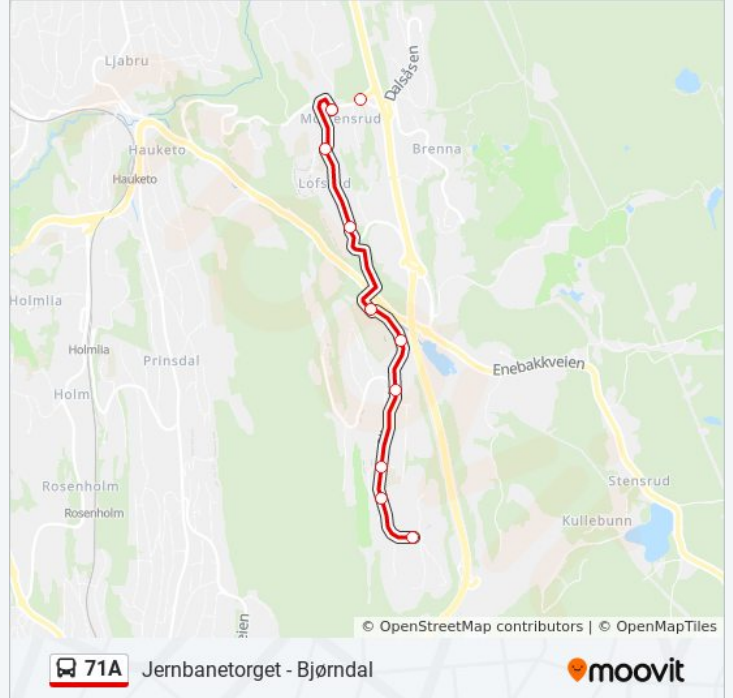 Ljabru
Dalsåsen
Mortensrud
Hauketo
Brenna
Hauketo
Lofsrud
Holmlia
Holmlia
Prinsdal
Enebakkveien
Holm
Rosenholm
Stensrud
Rosenholm
Kullebunn
eien
© OpenStreetMap contributors | © OpenMapTiles
71A Jernbanetorget - Bjørndal moovit